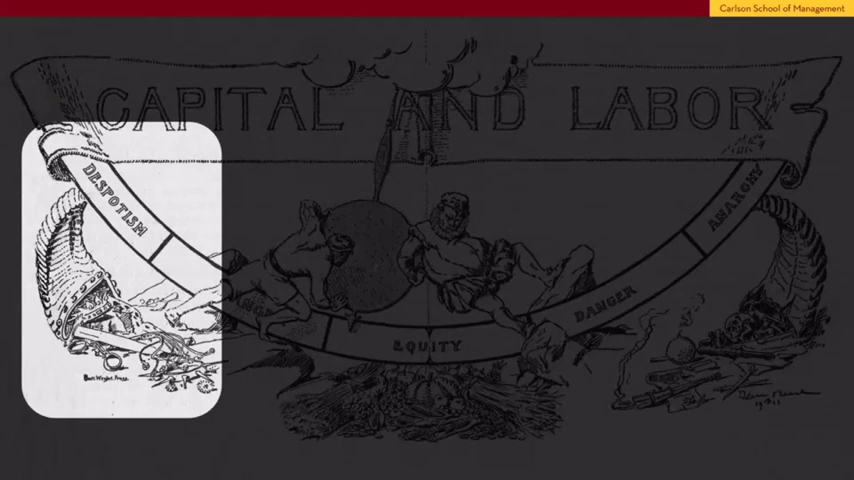 Carlson School of Management
CAPITAL AND LABOR
DESPOTISM
ANARCHY
DANGER
EQUITY